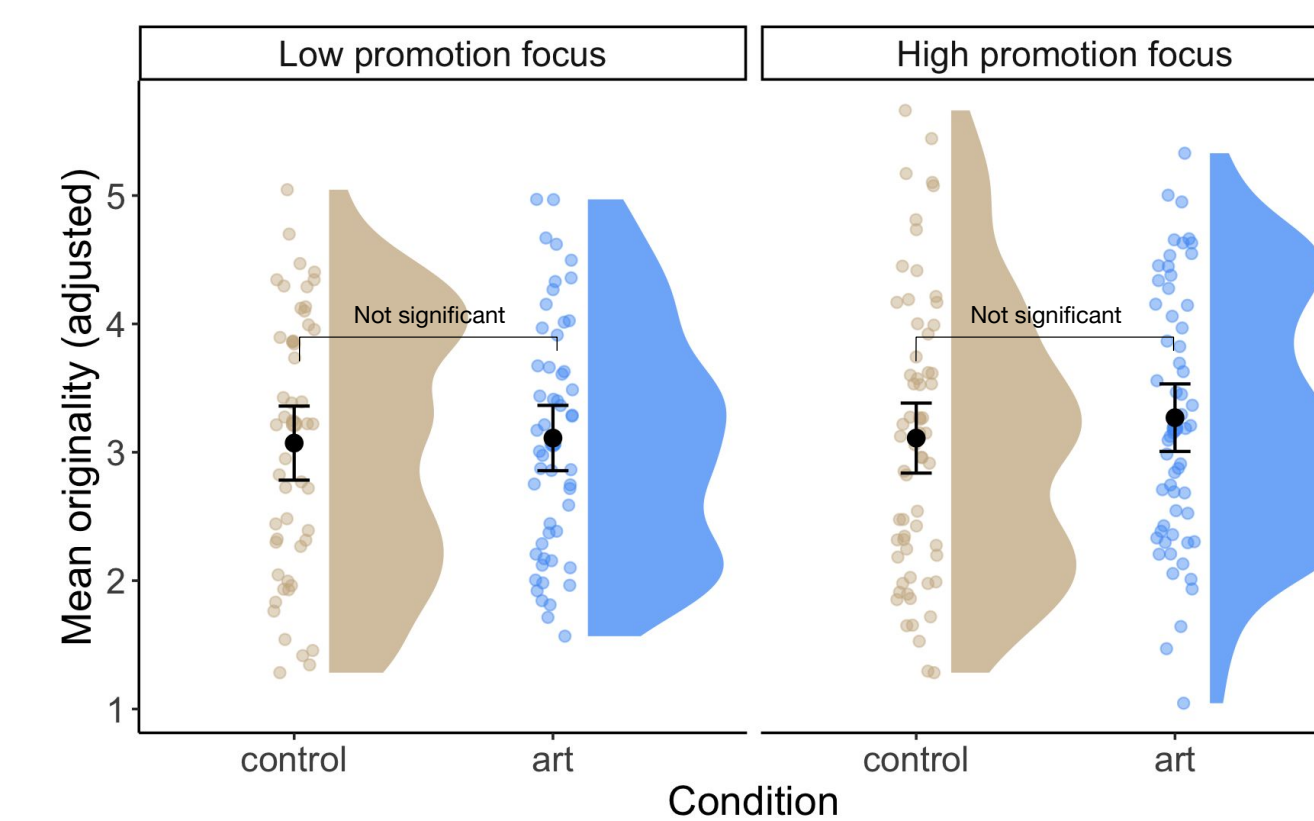 Low promotion focus
High promotion focus
Mean originality (adjusted)
5
4
3
2
1
Not significant
Not significant
control
art
control
art
Condition